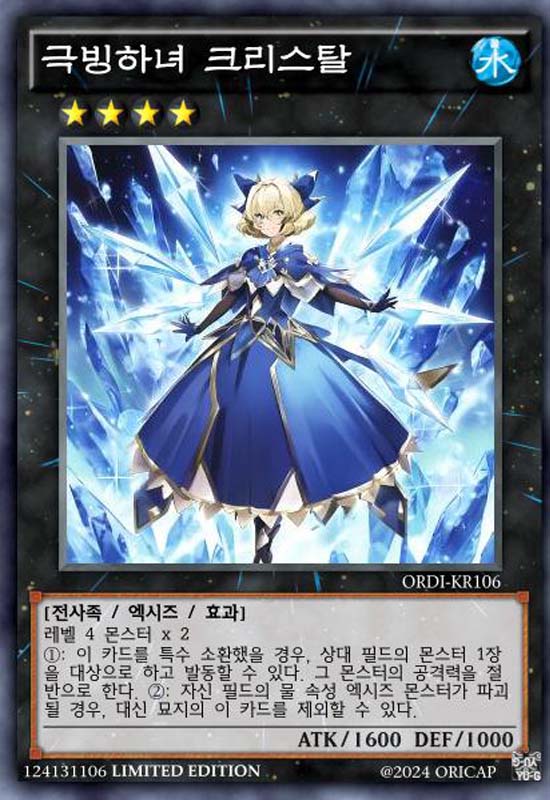 극빙하녀 크리스탈
水
ORDI-KR106
[전사족 / 엑시즈 / 효과]
레벨 4 몬스터 x 2
①: 이 카드를 특수 소환했을 경우, 상대 필드의 몬스터 1장
을 대상으로 하고 발동할 수 있다. 그 몬스터의 공격력을 절
반으로 한다. ②: 자신 필드의 물 속성 엑시즈 몬스터가 파괴
될 경우, 대신 묘지의 이 카드를 제외할 수 있다.
ATK/1600 DEF/1000
124131106 LIMITED EDITION
@2024 ORICAP